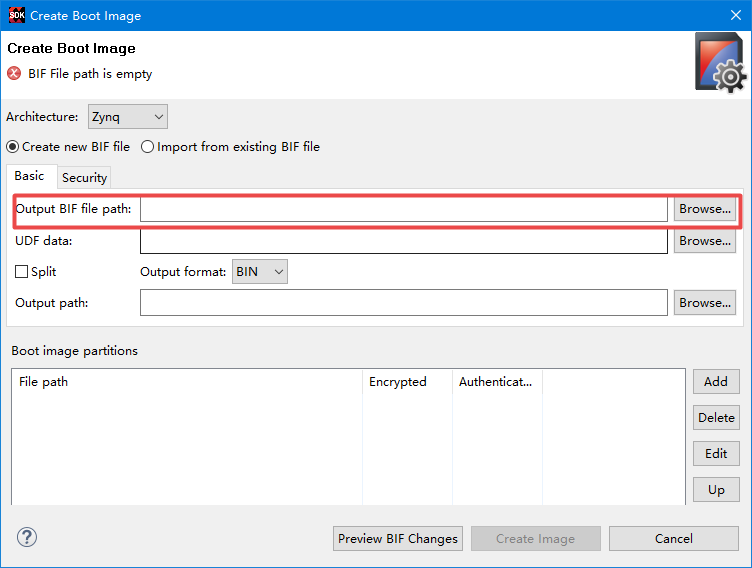 SDK Create Boot Image
Create Boot Image
BIF File path is empty
Architecture: Zynq
Create new BIF file Import from existing BIF file
Basic Security
Output BIF file path: Browse...
UDF data: Browse...
Split Output format: BIN
Output path: Browse...
Boot image partitions
File path Encrypted Authenticat... Add
Delete
Edit
Up
? Preview BIF Changes Create Image Cancel